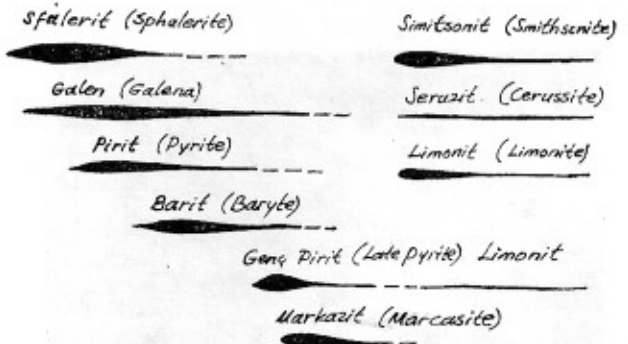 Sfalerit (Sphalerite)
Simitsonit (Smithsonite)
Galen (Galena)
Seruzit (Cerussite)
Pirit (Pyrite)
Limonit (Limonite)
Barit (Baryte)
Genç Pirit (Late pyrite) Limonit
Markazit (Marcasite)